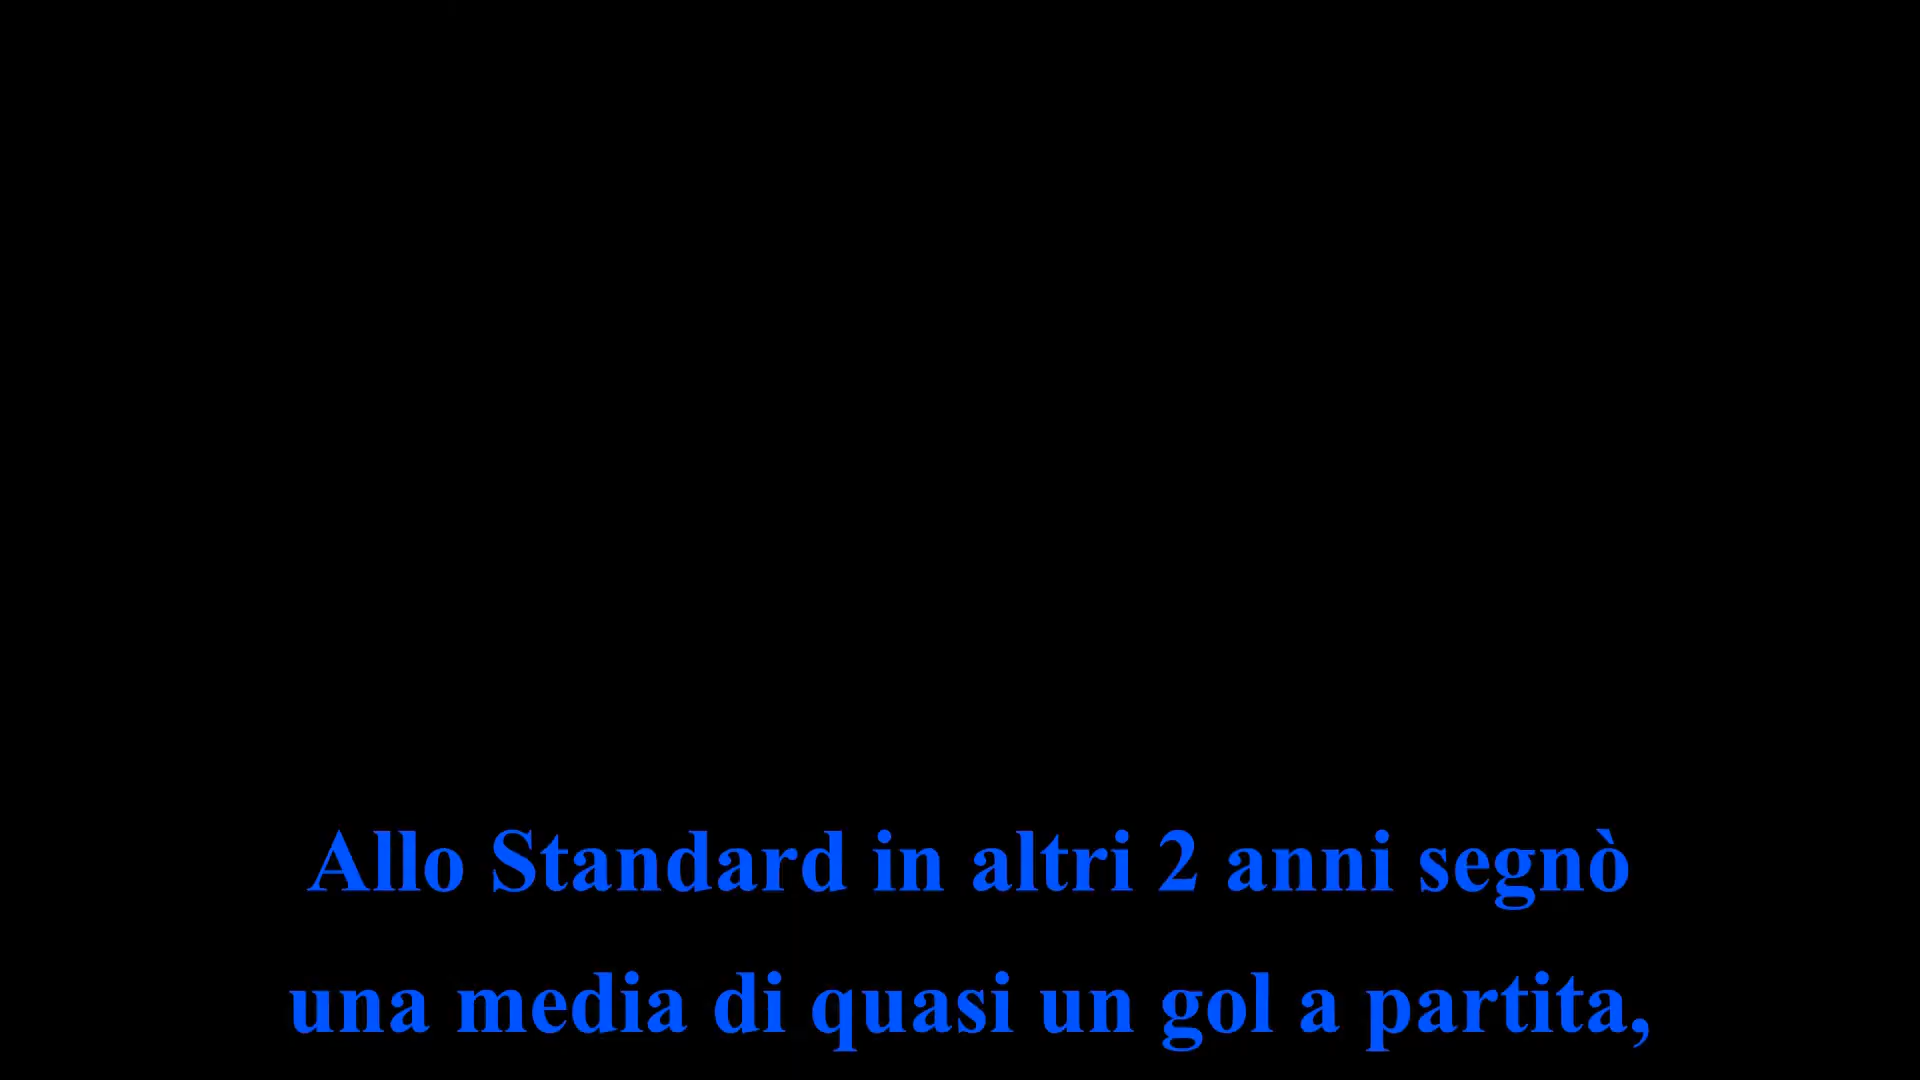 Allo Standard in altri 2 anni segnò
una media di quasi un gol a partita,